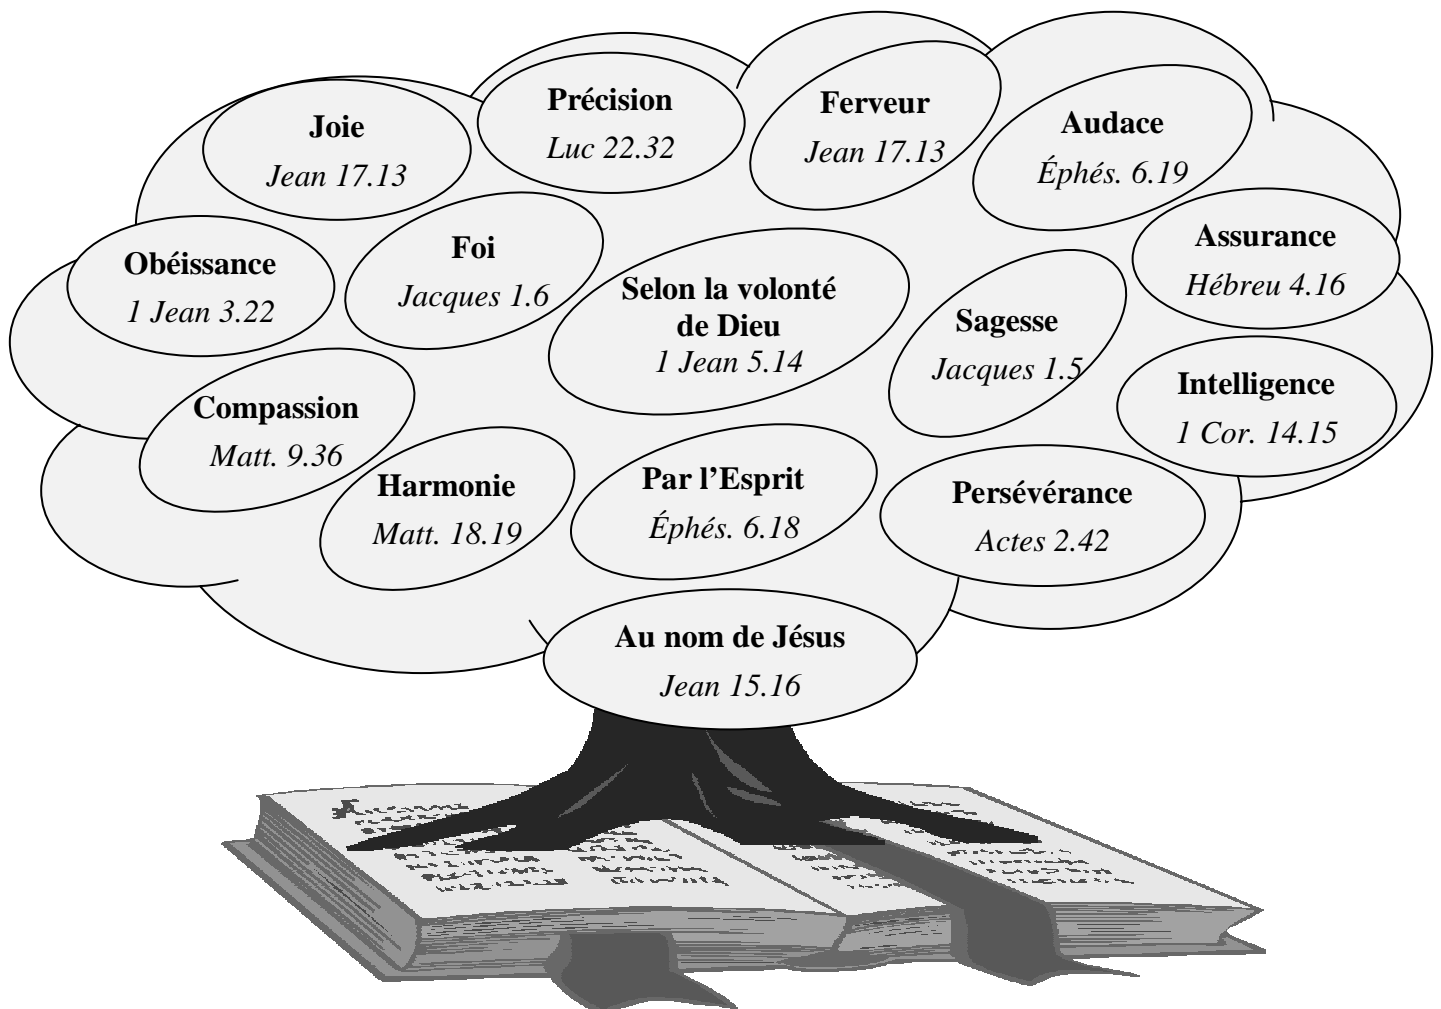 Joie
Jean 17.13
Précision
Luc 22.32
Ferveur
Jean 17.13
Audace
Éphés. 6.19
Obéissance
1 Jean 3.22
Foi
Jacques 1.6
Selon la volonté
de Dieu
1 Jean 5.14
Sagesse
Jacques 1.5
Assurance
Hébreu 4.16
Compassion
Matt. 9.36
Harmonie
Matt. 18.19
Par l’Esprit
Éphés. 6.18
Persévérance
Actes 2.42
Intelligence
1 Cor. 14.15
Au nom de Jésus
Jean 15.16